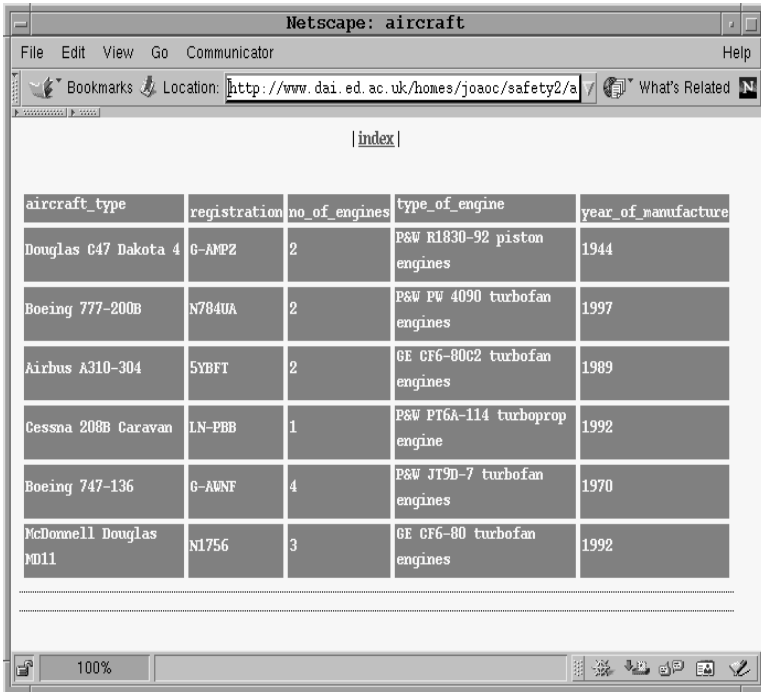 Netscape: aircraft
File Edit View Go Communicator Help
Bookmarks Location: http://www.dai.ed.ac.uk/homes/joaoc/safety2/a What's Related N
| index |
aircraft_type registration no_of_engines type_of_engine year_of_manufacture
Douglas C47 Dakota 4 G-AMPZ 2 P&W R1830-92 piston engines 1944
Boeing 777-200B N784UA 2 P&W PW 4090 turbofan engines 1997
Airbus A310-304 5YBFT 2 GE CF6-80C2 turbofan engines 1989
Cessna 208B Caravan LN-PBB 1 P&W PT6A-114 turboprop engine 1992
Boeing 747-136 G-AWNF 4 P&W JT9D-7 turbofan engines 1970
McDonnell Douglas MD11 N1756 3 GE CF6-80 turbofan engines 1992
100%